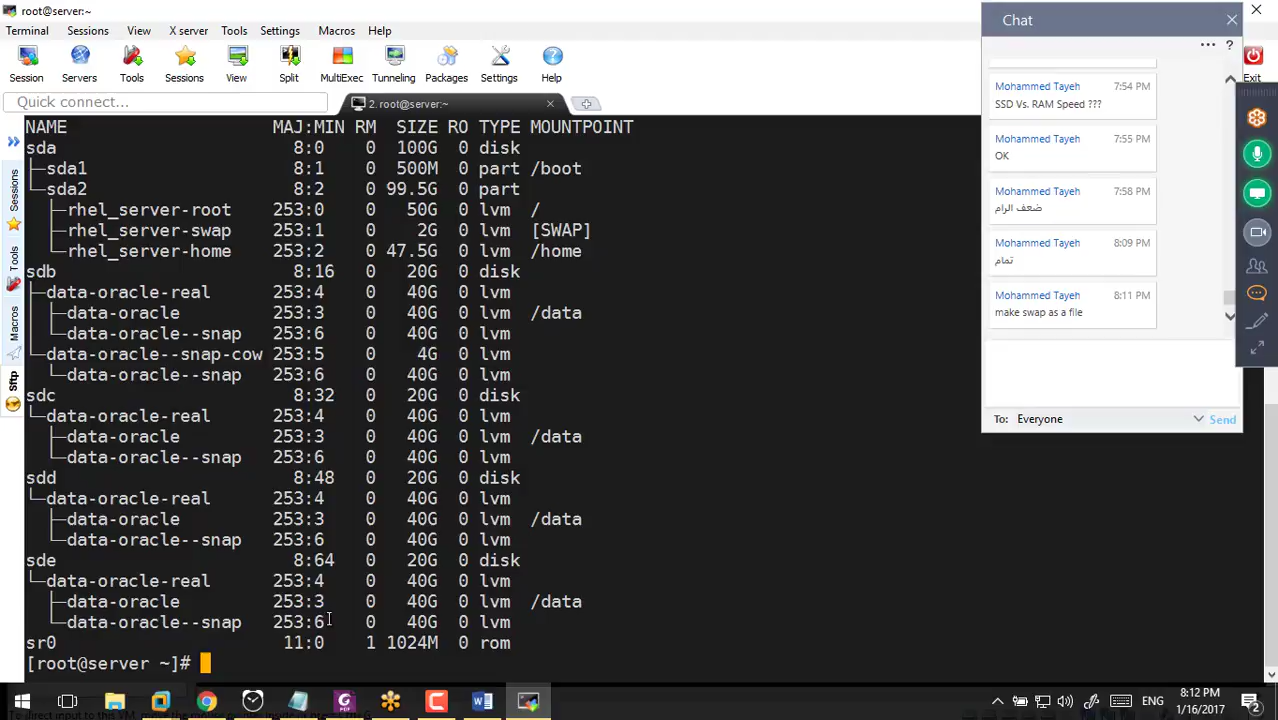 root@server:~
Terminal Sessions View X server Tools Settings Macros Help
Session Servers Tools Sessions View Split MultiExec Tunneling Packages Settings Help
Exit
Quick connect...
2. root@server:~
Sessions
Tools
Macros
Sftp
NAME MAJ:MIN RM SIZE RO TYPE MOUNTPOINT
sda 8:0 0 100G 0 disk
├─sda1 8:1 0 500M 0 part /boot
└─sda2 8:2 0 99.5G 0 part
├─rhel_server-root 253:0 0 50G 0 lvm /
├─rhel_server-swap 253:1 0 2G 0 lvm [SWAP]
└─rhel_server-home 253:2 0 47.5G 0 lvm /home
sdb 8:16 0 20G 0 disk
├─data-oracle-real 253:4 0 40G 0 lvm
│ ├─data-oracle 253:3 0 40G 0 lvm /data
│ └─data-oracle--snap 253:6 0 40G 0 lvm
└─data-oracle--snap-cow 253:5 0 4G 0 lvm
└─data-oracle--snap 253:6 0 40G 0 lvm
sdc 8:32 0 20G 0 disk
└─data-oracle-real 253:4 0 40G 0 lvm
├─data-oracle 253:3 0 40G 0 lvm /data
└─data-oracle--snap 253:6 0 40G 0 lvm
sdd 8:48 0 20G 0 disk
└─data-oracle-real 253:4 0 40G 0 lvm
├─data-oracle 253:3 0 40G 0 lvm /data
└─data-oracle--snap 253:6 0 40G 0 lvm
sde 8:64 0 20G 0 disk
└─data-oracle-real 253:4 0 40G 0 lvm
├─data-oracle 253:3 0 40G 0 lvm /data
└─data-oracle--snap 253:6 0 40G 0 lvm
sr0 11:0 1 1024M 0 rom
[root@server ~]#
Chat
Mohammed Tayeh 7:54 PM
SSD Vs. RAM Speed ???
Mohammed Tayeh 7:55 PM
OK
Mohammed Tayeh 7:58 PM
ضعف الرام
Mohammed Tayeh 8:09 PM
تمام
Mohammed Tayeh 8:11 PM
make swap as a file
To: Everyone Send
ENG
8:12 PM
1/16/2017
2